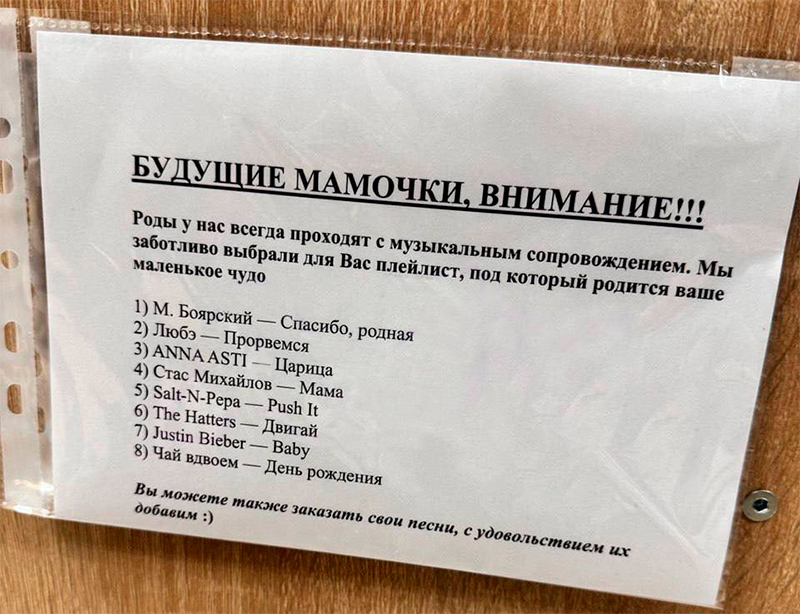 БУДУЩИЕ МАМОЧКИ, ВНИМАНИЕ!!!
Роды у нас всегда проходят с музыкальным сопровождением. Мы
заботливо выбрали для Вас плейлист, под который родится ваше
маленькое чудо
1) М. Боярский — Спасибо, родная
2) Любэ — Прорвемся
3) ANNA ASTI — Царица
4) Стас Михайлов — Мама
5) Salt-N-Pepa — Push It
6) The Hatters — Двигай
7) Justin Bieber — Baby
8) Чай вдвоем — День рождения
Вы можете также заказать свои песни, с удовольствием их
добавим :)